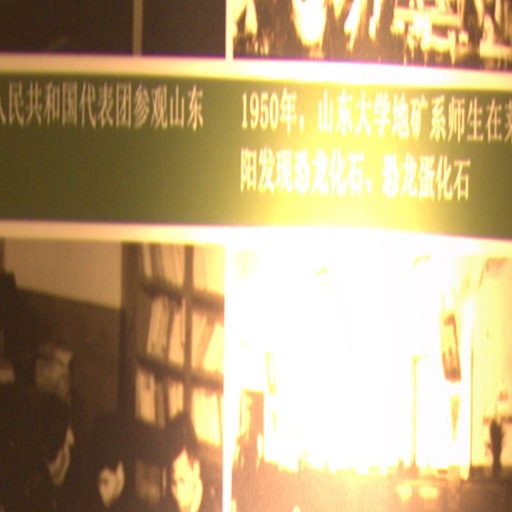 人民共和国代表团参观山东
1950年，山东大学地矿系师生在莱
阳发现恐龙化石、恐龙蛋化石